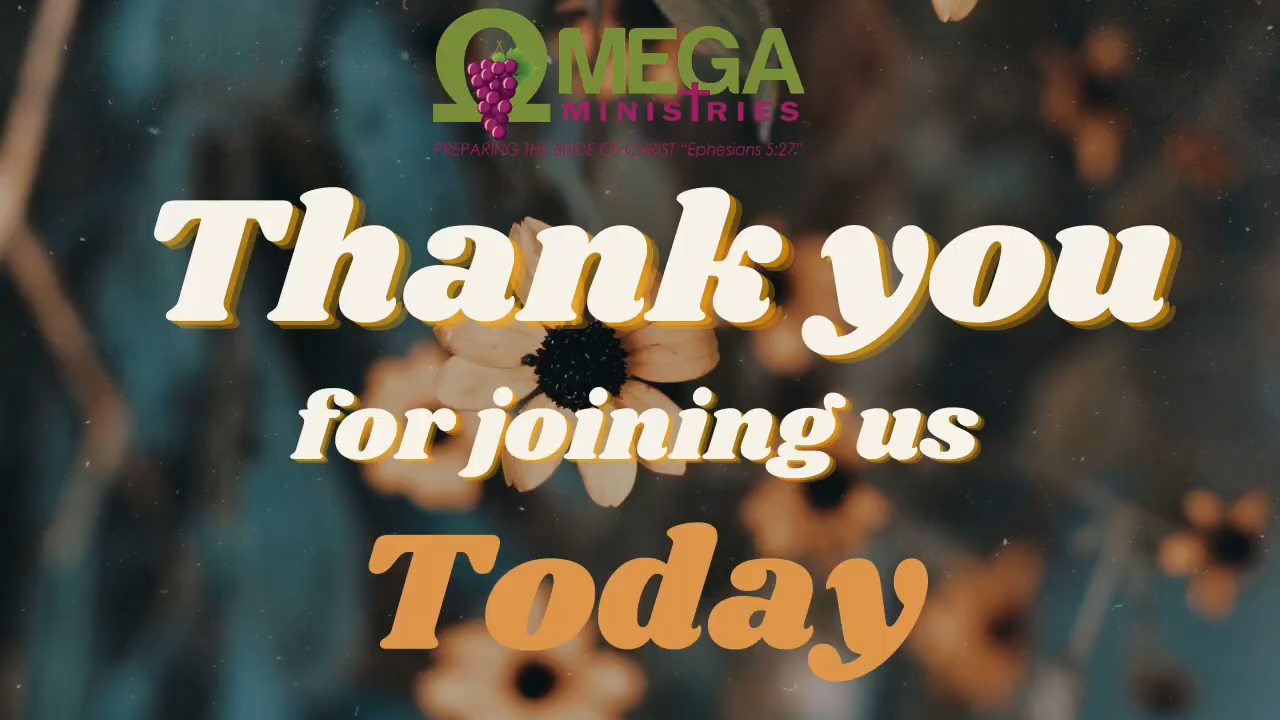 ΩMEGA
MINISTRIES
PREPARING THE BRIDE OF CHRIST "Ephesians 5:27."
Thank you
for joining us
Today